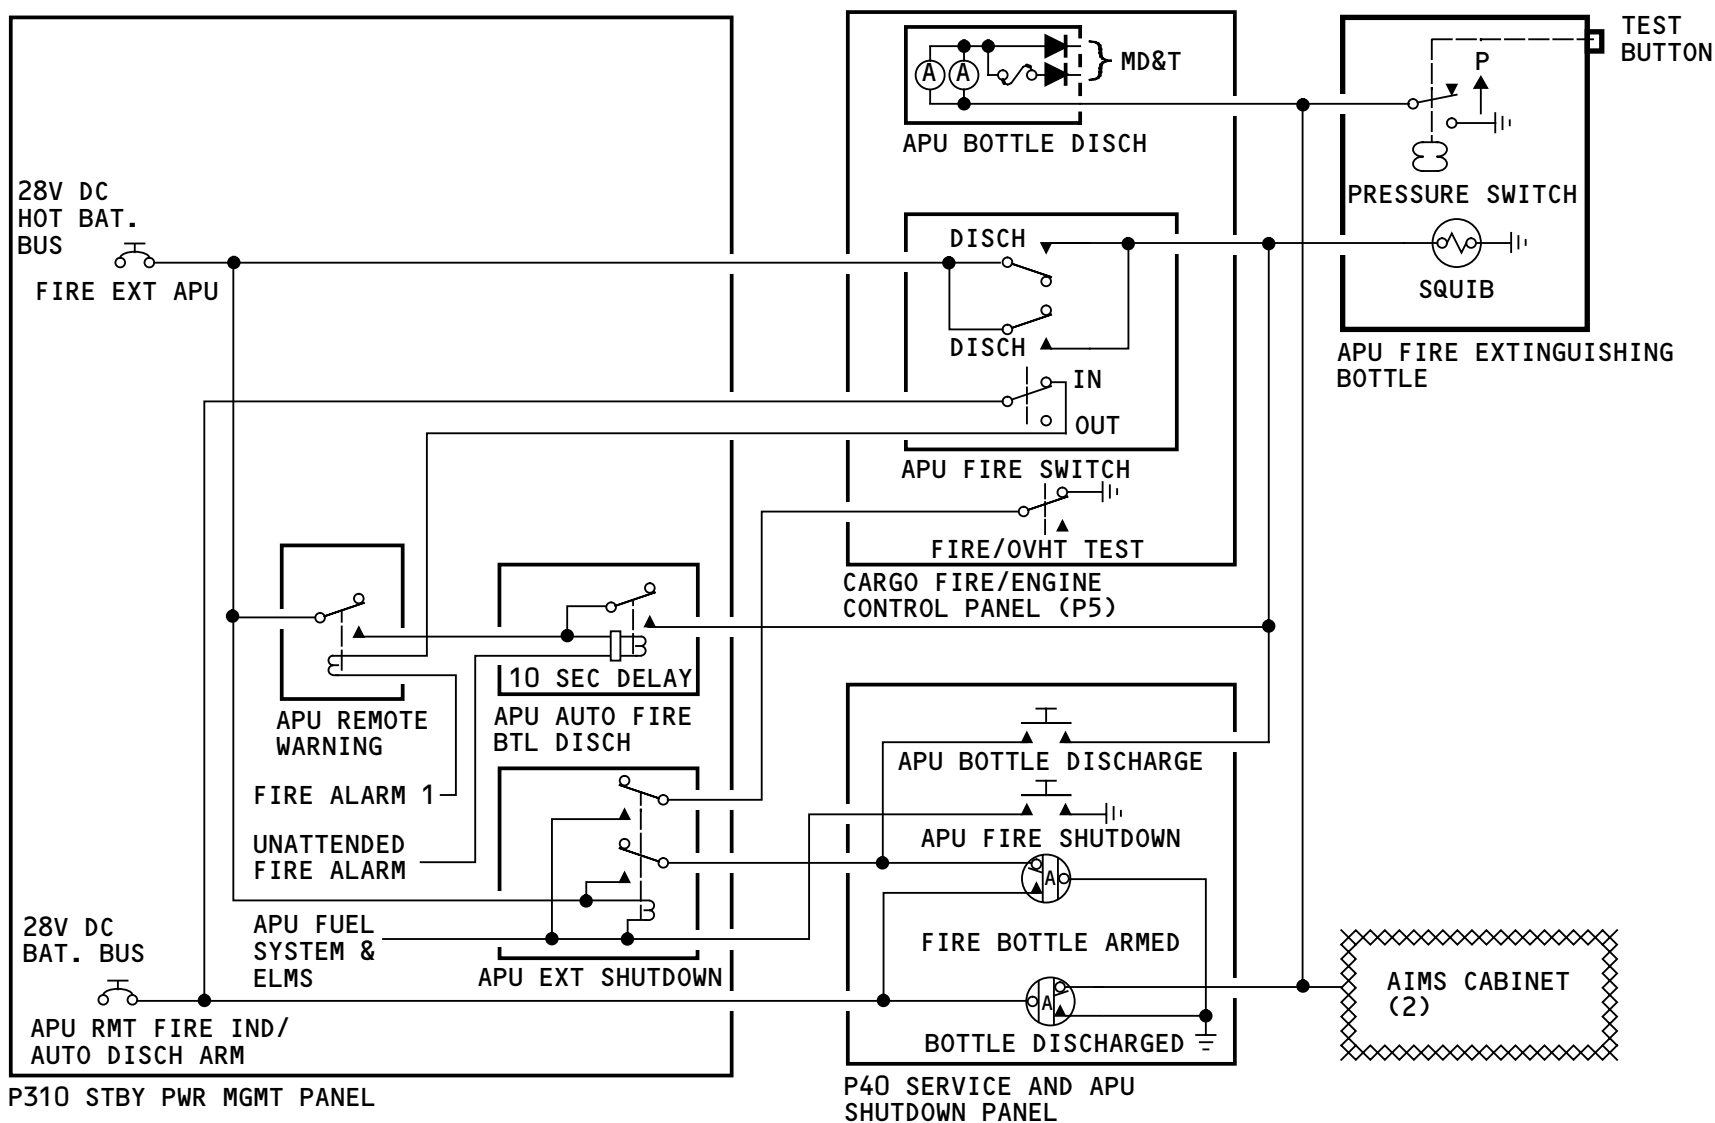 TEST
BUTTON
A
A
MD&T
P
APU BOTTLE DISCH
28V DC
HOT BAT.
BUS
PRESSURE SWITCH
DISCH
FIRE EXT APU
SQUIB
DISCH
APU FIRE EXTINGUISHING
BOTTLE
IN
OUT
APU FIRE SWITCH
FIRE/OVHT TEST
CARGO FIRE/ENGINE
CONTROL PANEL (P5)
10 SEC DELAY
APU REMOTE
WARNING
APU AUTO FIRE
BTL DISCH
APU BOTTLE DISCHARGE
FIRE ALARM 1
APU FIRE SHUTDOWN
UNATTENDED
FIRE ALARM
A
28V DC
BAT. BUS
APU FUEL
SYSTEM &
ELMS
FIRE BOTTLE ARMED
APU EXT SHUTDOWN
AIMS CABINET
(2)
A
APU RMT FIRE IND/
AUTO DISCH ARM
BOTTLE DISCHARGED
P310 STBY PWR MGMT PANEL
P40 SERVICE AND APU
SHUTDOWN PANEL